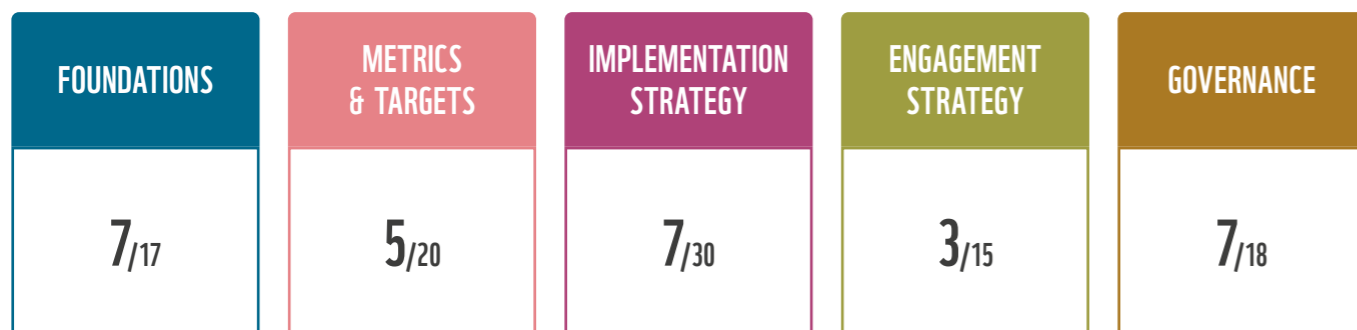 FOUNDATIONS
7/17
METRICS
& TARGETS
5/20
IMPLEMENTATION
STRATEGY
7/30
ENGAGEMENT
STRATEGY
3/15
GOVERNANCE
7/18